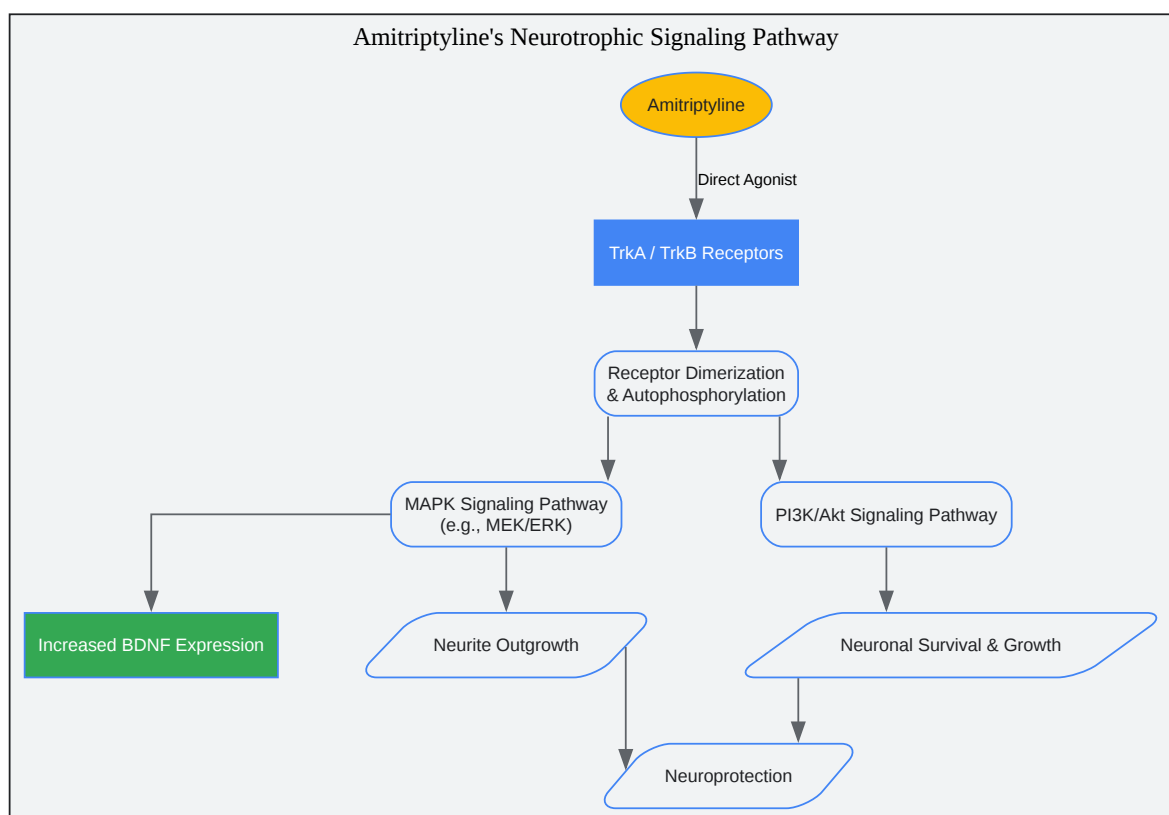 Amitriptyline's Neurotrophic Signaling Pathway
Amitriptyline
Direct Agonist
TrkA / TrkB Receptors
Receptor Dimerization
& Autophosphorylation
MAPK Signaling Pathway
(e.g., MEK/ERK)
PI3K/Akt Signaling Pathway
Increased BDNF Expression
Neurite Outgrowth
Neuronal Survival & Growth
Neuroprotection